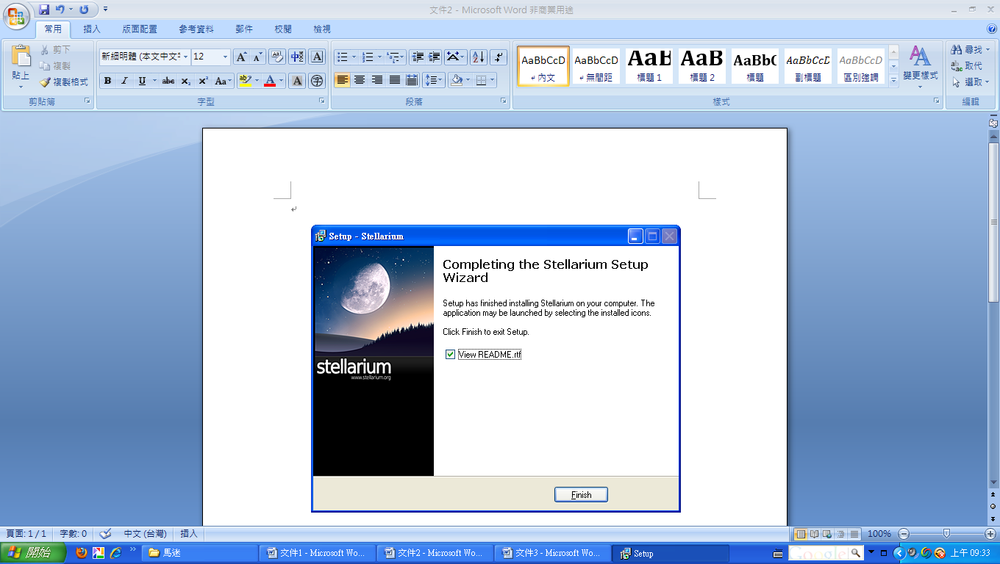 文件2 - Microsoft Word 非商業用途
常用 插入 版面配置 參考資料 郵件 校閱 檢視
貼上
剪下
複製
複製格式
剪貼簿
新細明體 (本文中文字 12
字型
段落
AaBbCcD AaBbCcD AaB AaB AaBbC AaBbCcD AaBbCcD
內文 無間距 標題 1 標題 2 標題 副標題 區別強調
變更樣式
樣式
尋找
取代
選取
編輯
Setup - Stellarium
Completing the Stellarium Setup
Wizard
Setup has finished installing Stellarium on your computer. The
application may be launched by selecting the installed icons.
Click Finish to exit Setup.
View README.rtf
stellarium
www.stellarium.org
Finish
頁面: 1 / 1 字數: 0 中文 (台灣) 插入 100%
開始 馬迷 文件1 - Microsoft Wo... 文件2 - Microsoft Wo... 文件3 - Microsoft Wo... Setup Google 上午 09:33